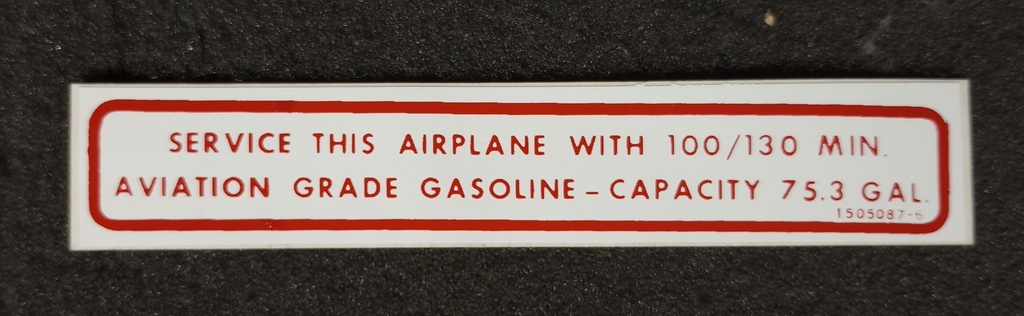 SERVICE THIS AIRPLANE WITH 100/130 MIN.
AVIATION GRADE GASOLINE – CAPACITY 75.3 GAL.
1505087-6